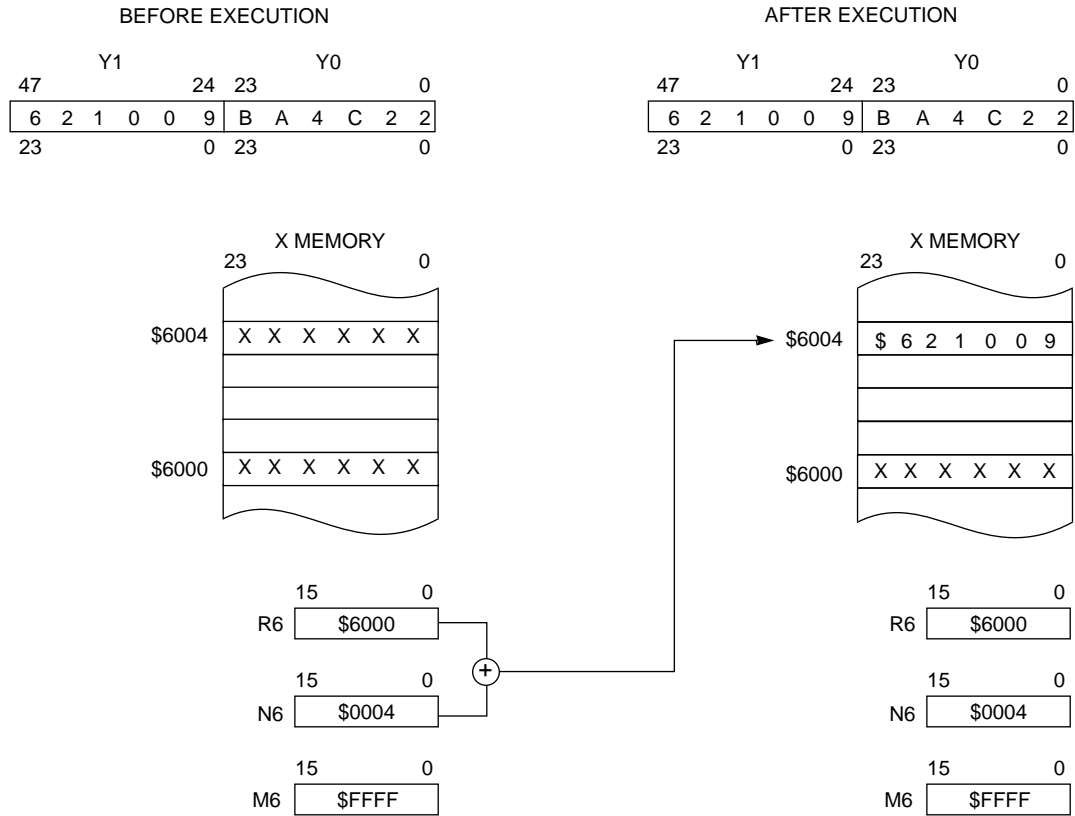 BEFORE EXECUTION
Y1 Y0
47 24 23 0
6 2 1 0 0 9 B A 4 C 2 2
23 0 23 0
X MEMORY
23 0
$6004 X X X X X X
$6000 X X X X X X
15 0
R6 $6000
+
15 0
N6 $0004
15 0
M6 $FFFF
AFTER EXECUTION
Y1 Y0
47 24 23 0
6 2 1 0 0 9 B A 4 C 2 2
23 0 23 0
X MEMORY
23 0
$6004 $ 6 2 1 0 0 9
$6000 X X X X X X
15 0
R6 $6000
15 0
N6 $0004
15 0
M6 $FFFF